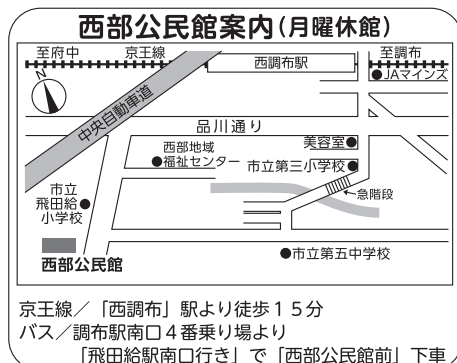 西部公民館案内(月曜休館)
至府中
京王線
西調布駅
至調布
JAマインズ
N
中央自動車道
品川通り
美容室
西部地域
福祉センター
市立第三小学校
急階段
市立
飛田給
小学校
西部公民館
市立第五中学校
京王線/「西調布」駅より徒歩15分
バス/調布駅南口4番乗り場より
「飛田給駅南口行き」で「西部公民館前」下車